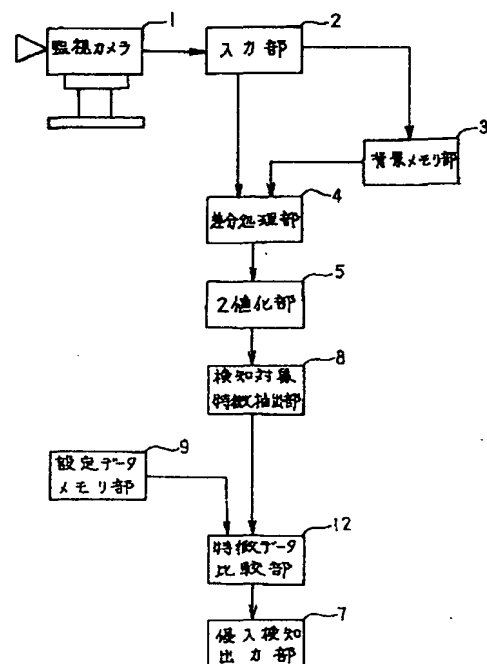 1
監視カメラ
2
入力部
3
背景メモリ部
4
差分処理部
5
2値化部
8
検知対象
特徴抽出部
9
設定データ
メモリ部
12
特徴データ
比較部
7
侵入検知
出力部